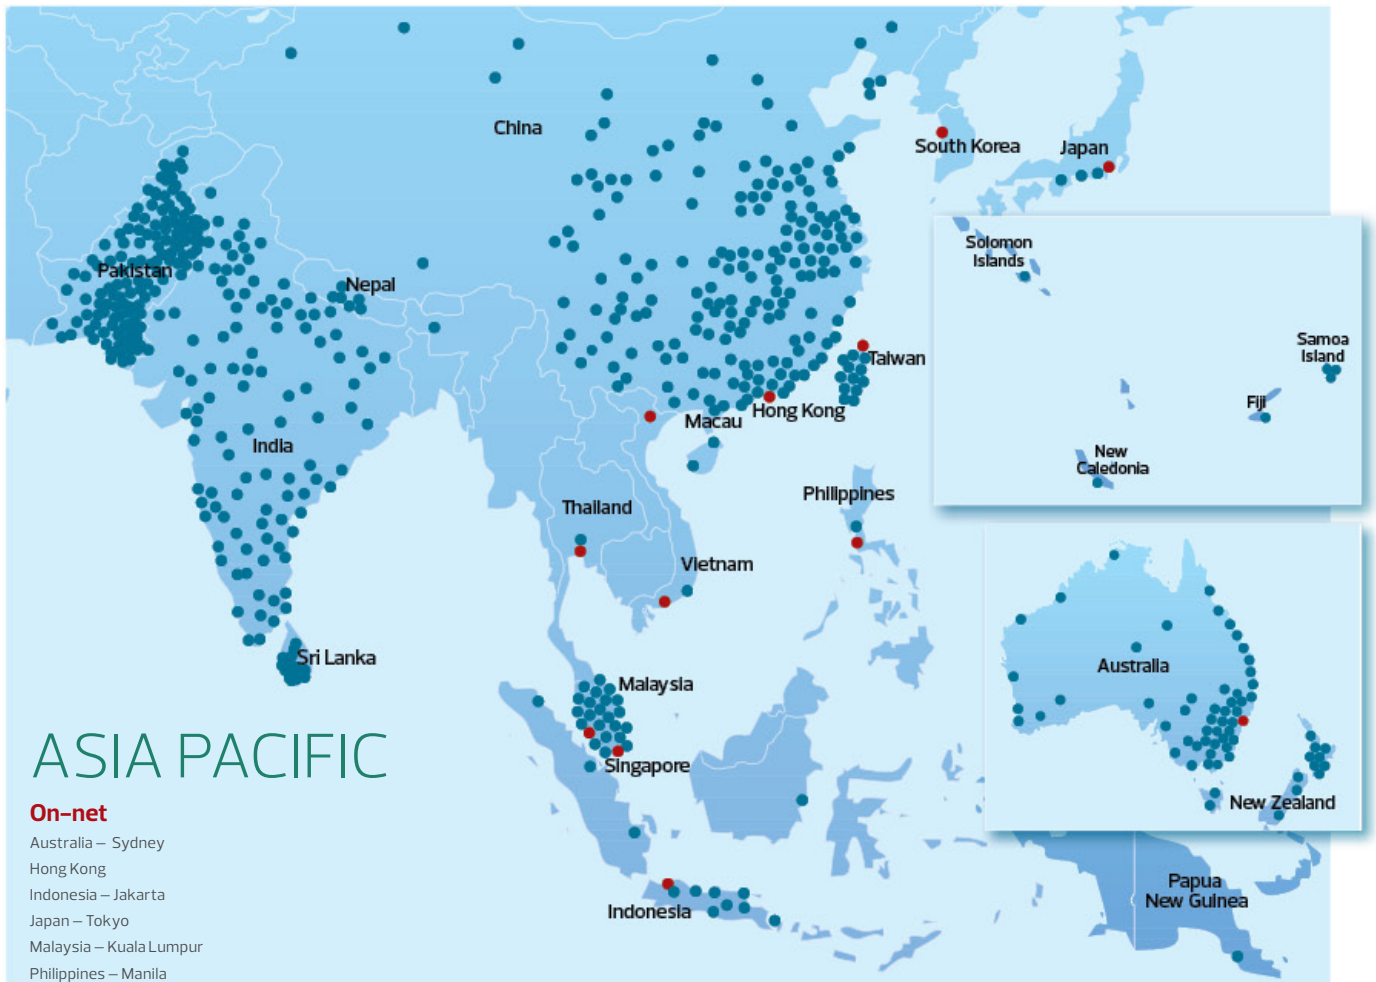 China
South Korea
Japan
Solomon
Islands
Pakistan
Nepal
Samoa
Island
Taiwan
Fiji
Hong Kong
Macau
India
New
Caledonia
Philippines
Thailand
Vietnam
Sri Lanka
Australia
Malaysia
Singapore
New Zealand
Papua
New Guinea
Indonesia
ASIA PACIFIC
On-net
Australia – Sydney
Hong Kong
Indonesia – Jakarta
Japan – Tokyo
Malaysia – Kuala Lumpur
Philippines – Manila